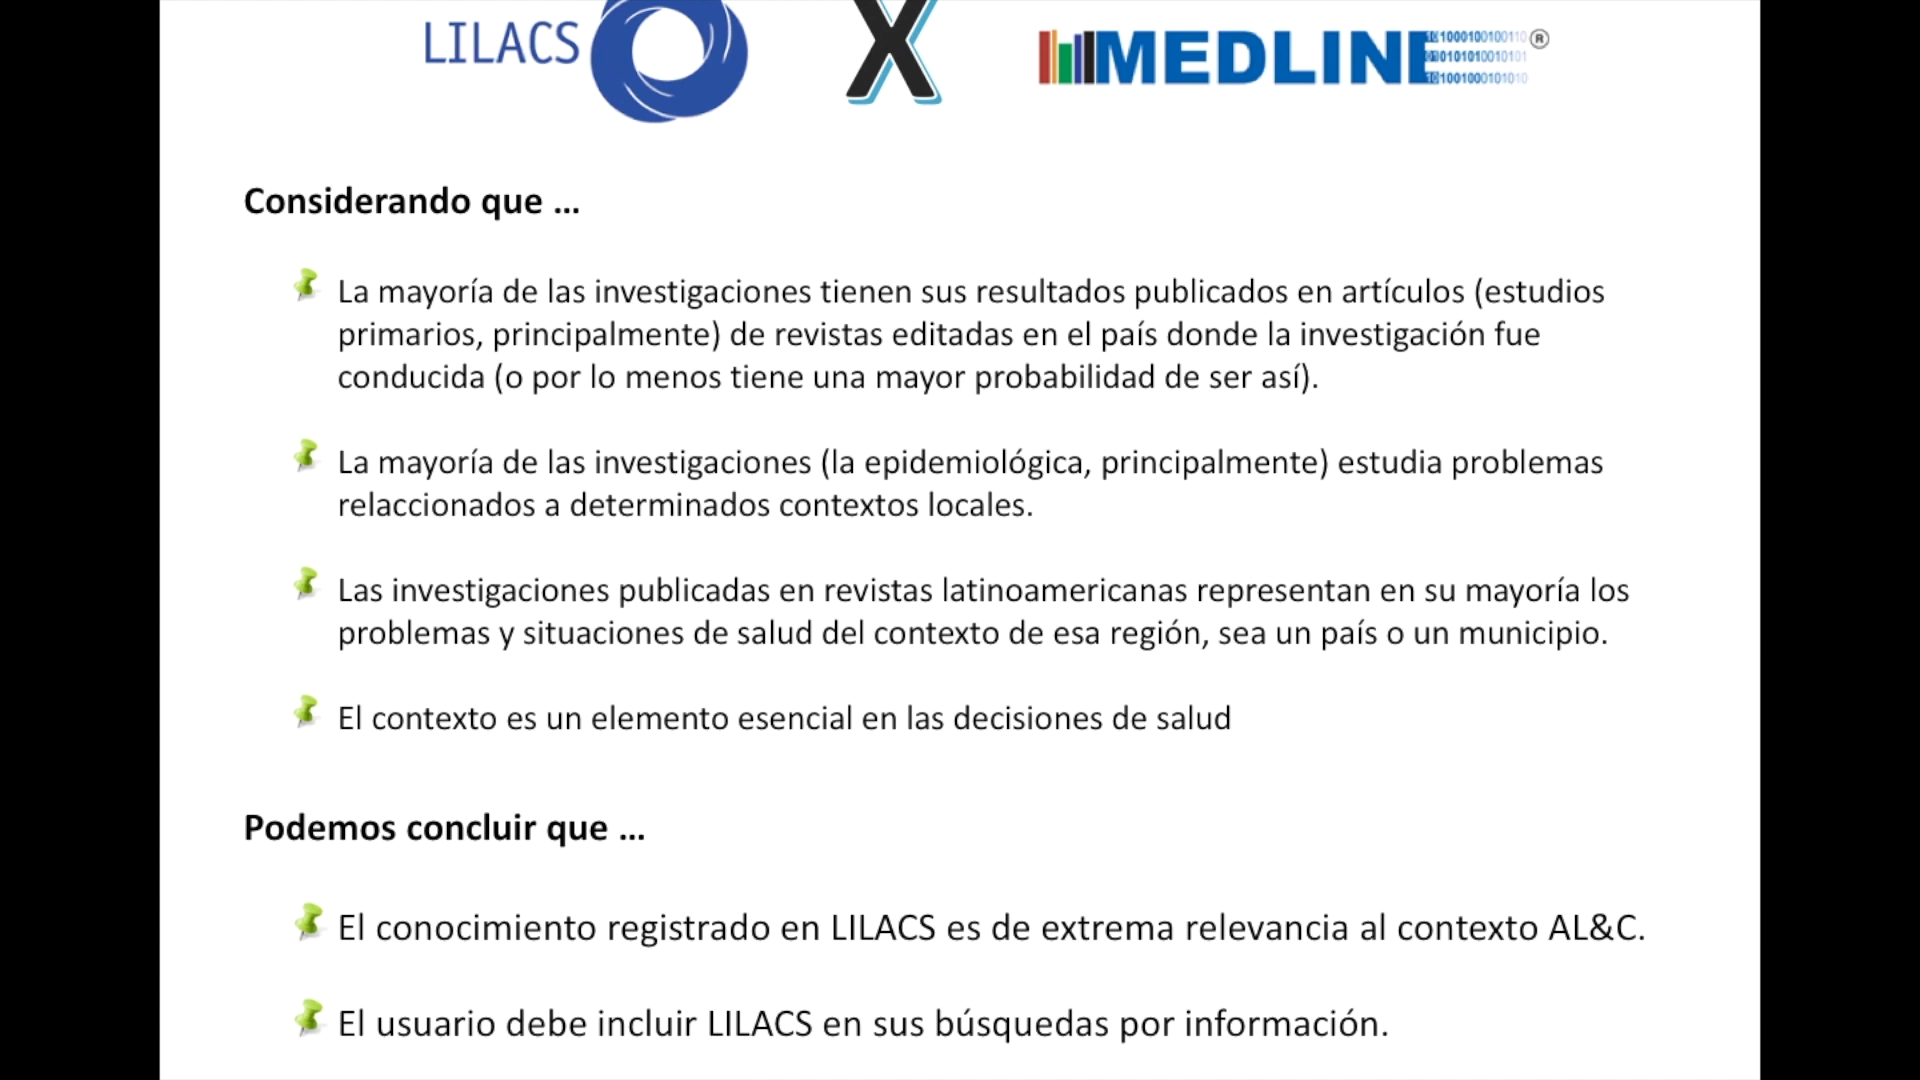 LILACS X MEDLINE ®
Considerando que ...
La mayoría de las investigaciones tienen sus resultados publicados en artículos (estudios
primarios, principalmente) de revistas editadas en el país donde la investigación fue
conducida (o por lo menos tiene una mayor probabilidad de ser así).
La mayoría de las investigaciones (la epidemiológica, principalmente) estudia problemas
relaccionados a determinados contextos locales.
Las investigaciones publicadas en revistas latinoamericanas representan en su mayoría los
problemas y situaciones de salud del contexto de esa región, sea un país o un municipio.
El contexto es un elemento esencial en las decisiones de salud
Podemos concluir que ...
El conocimiento registrado en LILACS es de extrema relevancia al contexto AL&C.
El usuario debe incluir LILACS en sus búsquedas por información.